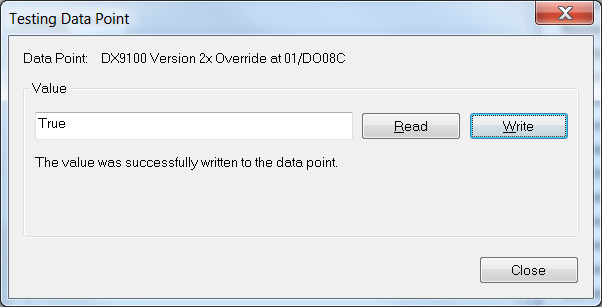 Testing Data Point
Data Point: DX9100 Version 2x Override at 01/DO08C
Value
True
Read
Write
The value was successfully written to the data point.
Close